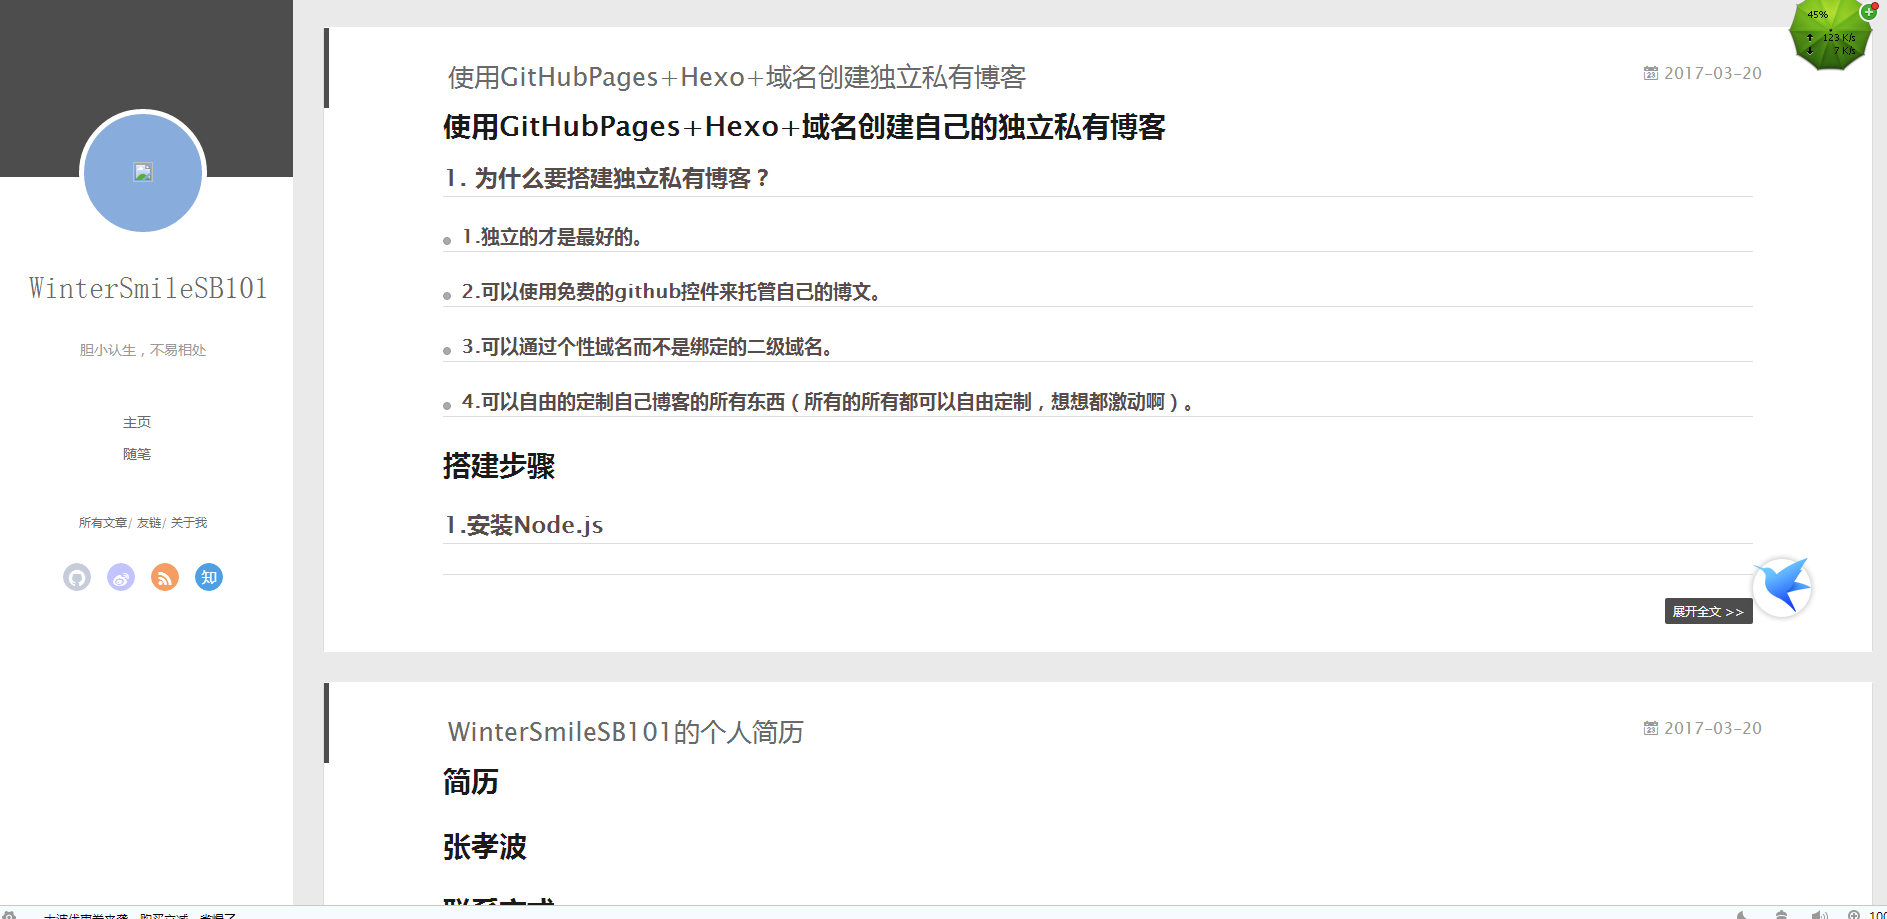 WinterSmileSB101
胆小认生，不易相处
主页
随笔
所有文章/ 友链/ 关于我
知
使用GitHubPages+Hexo+域名创建独立私有博客
2017-03-20
使用GitHubPages+Hexo+域名创建自己的独立私有博客
1. 为什么要搭建独立私有博客？
1.独立的才是最好的。
2.可以使用免费的github控件来托管自己的博文。
3.可以通过个性域名而不是绑定的二级域名。
4.可以自由的定制自己博客的所有东西（所有的所有都可以自由定制，想想都激动啊）。
搭建步骤
1.安装Node.js
展开全文 >>
WinterSmileSB101的个人简历
2017-03-20
简历
张孝波
联系方式
45%
123 K/s
7 K/s
100